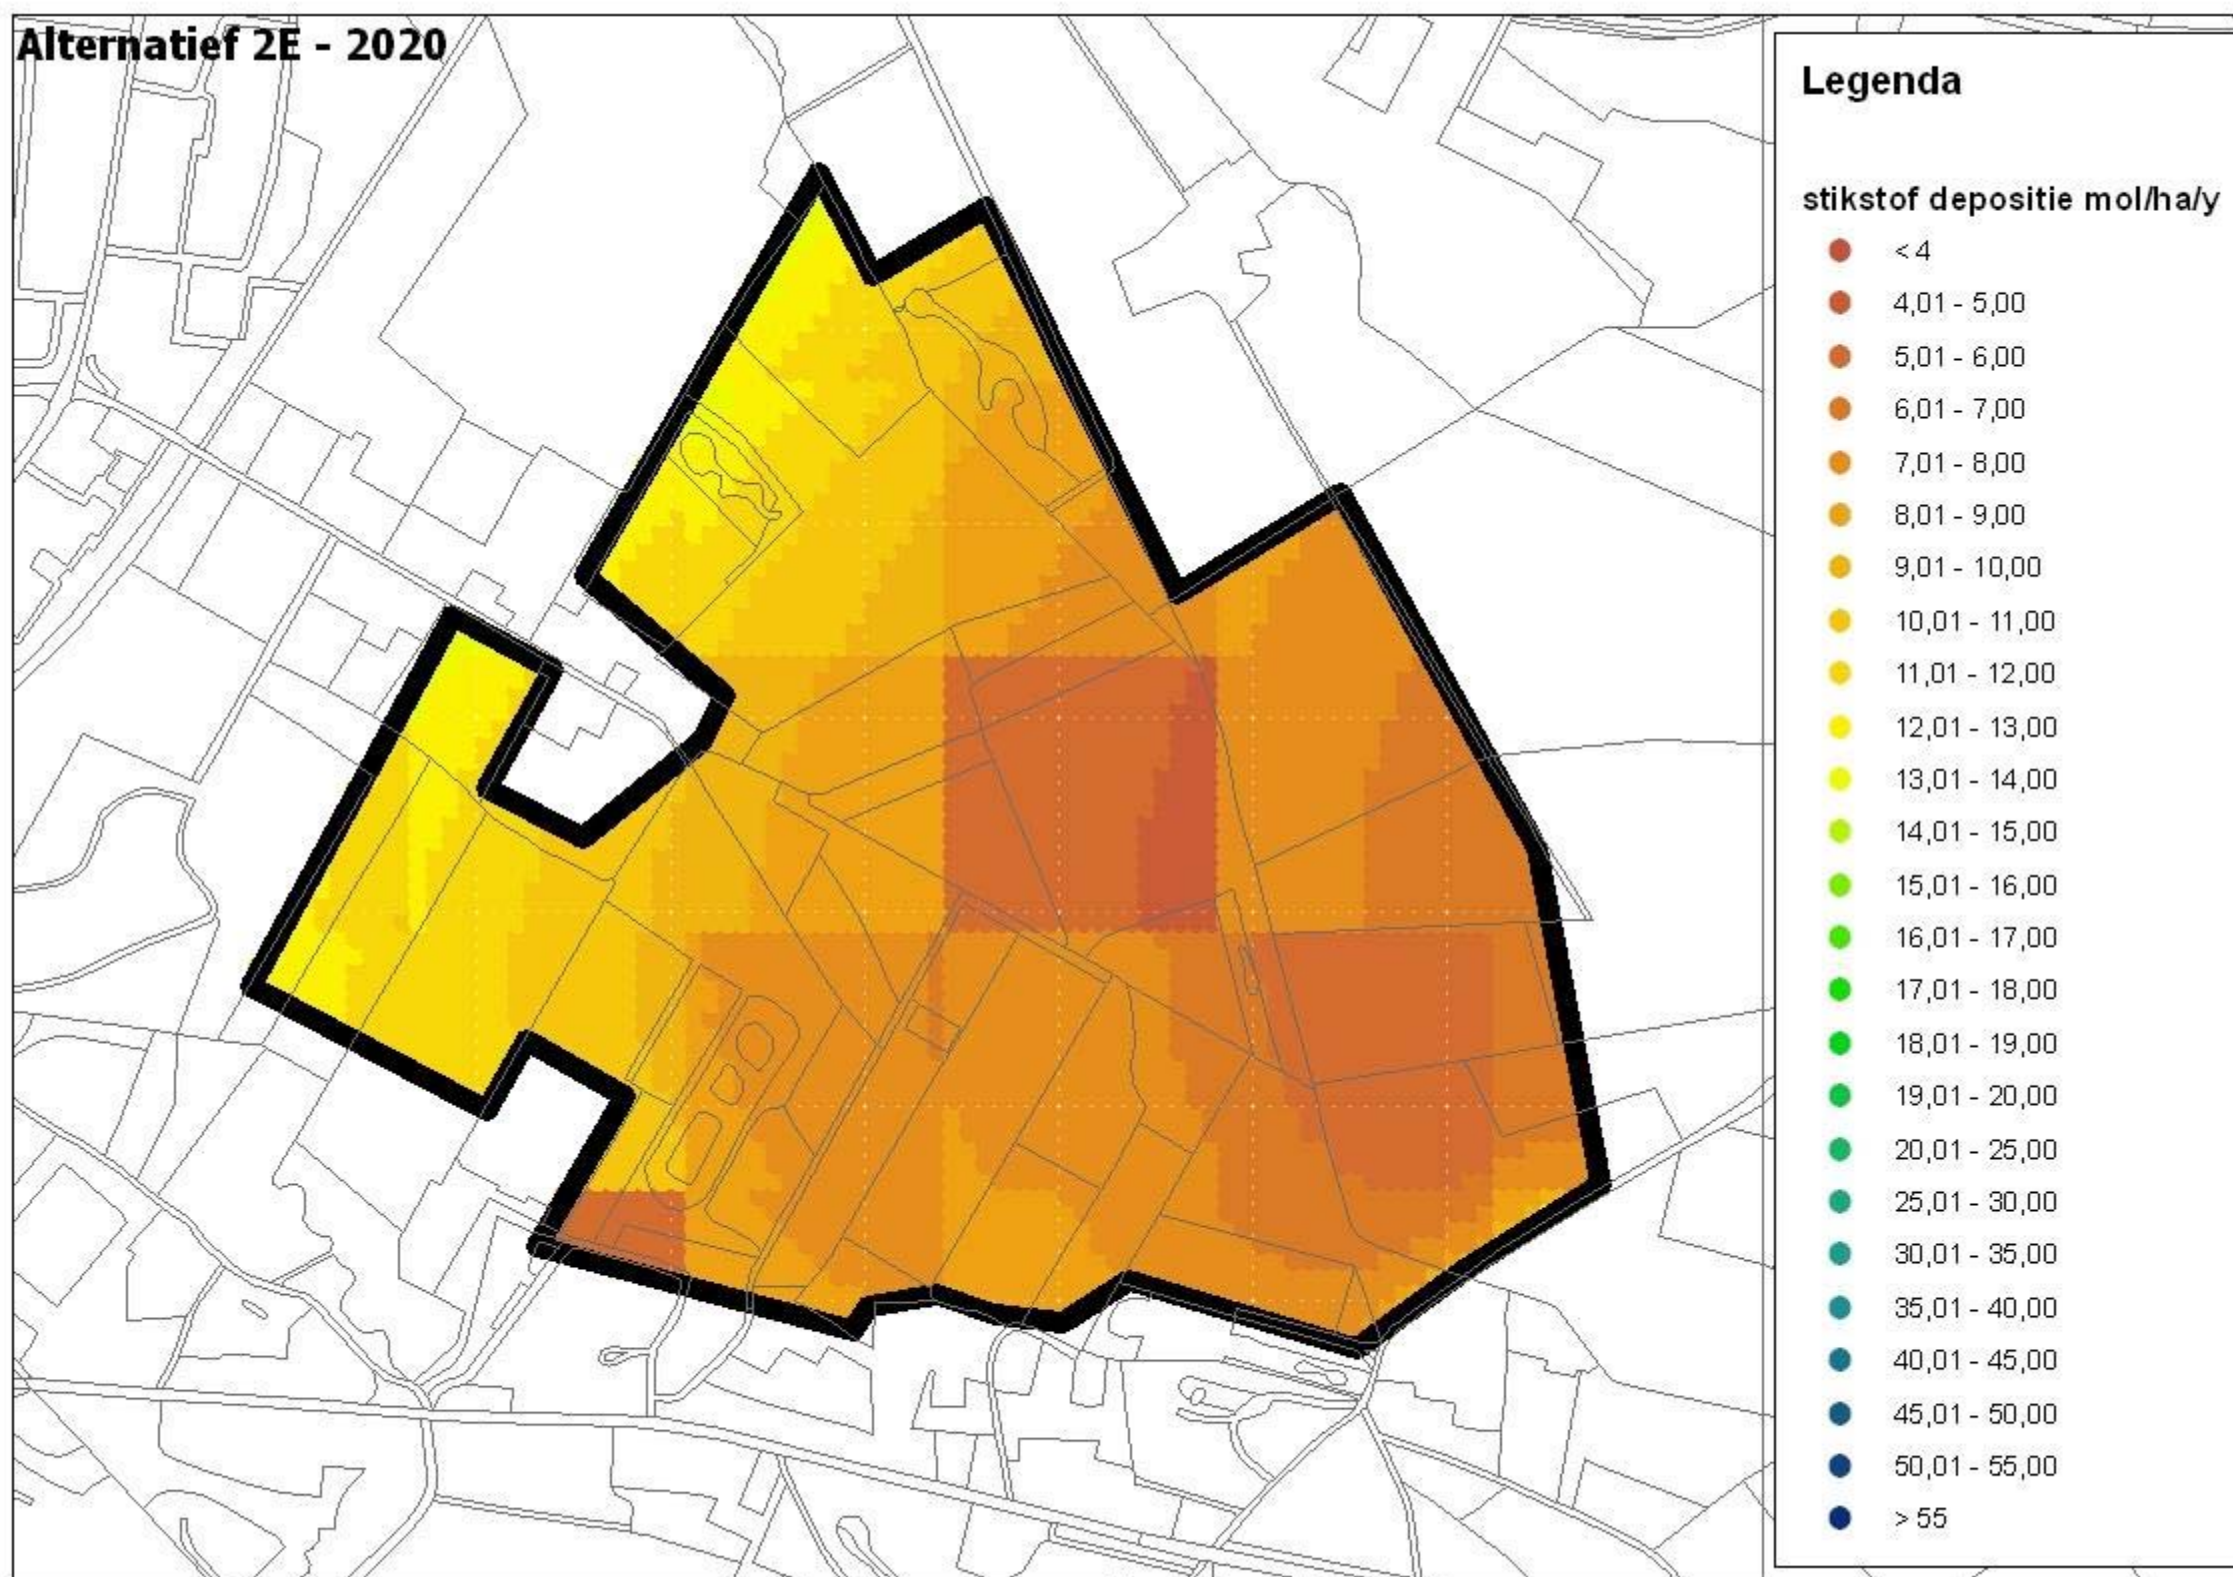 Alternatief 2E - 2020
Legenda
stikstof depositie mol/ha/y
< 4
4,01 - 5,00
5,01 - 6,00
6,01 - 7,00
7,01 - 8,00
8,01 - 9,00
9,01 - 10,00
10,01 - 11,00
11,01 - 12,00
12,01 - 13,00
13,01 - 14,00
14,01 - 15,00
15,01 - 16,00
16,01 - 17,00
17,01 - 18,00
18,01 - 19,00
19,01 - 20,00
20,01 - 25,00
25,01 - 30,00
30,01 - 35,00
35,01 - 40,00
40,01 - 45,00
45,01 - 50,00
50,01 - 55,00
> 55